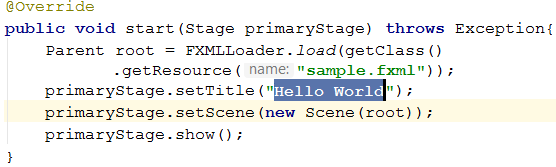 @Override
public void start(Stage primaryStage) throws Exception{
Parent root = FXMLLoader.load(getClass()
.getResource( name: "sample.fxml"));
primaryStage.setTitle("Hello World");
primaryStage.setScene(new Scene(root));
primaryStage.show();
}